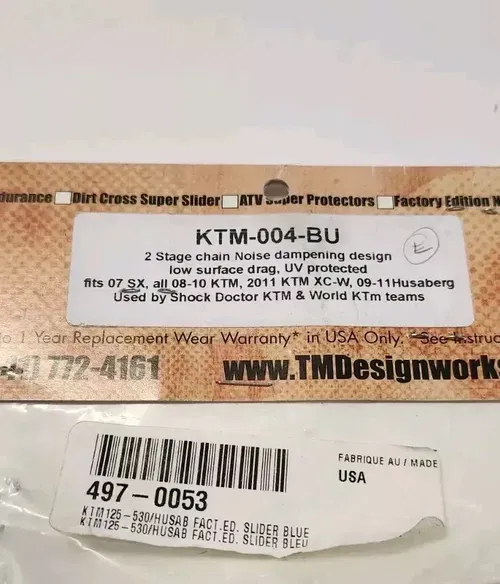 Dirt Cross Super Slider ATV Super Protectors Factory Edition
KTM-004-BU
E
2 Stage chain Noise dampening design
low surface drag, UV protected
fits 07 SX, all 08-10 KTM, 2011 KTM XC-W, 09-11Husaberg
Used by Shock Doctor KTM & World KTm teams
1 Year Replacement Wear Warranty* in USA Only. *See
772-4161 www.TMDesignworks
FABRIQUE AU / MADE
USA
497-0053
KTM125-530/HUSAB FACT.ED. SLIDER BLUE
KTM125-530/HUSAB FACT.ED. SLIDER BLEU